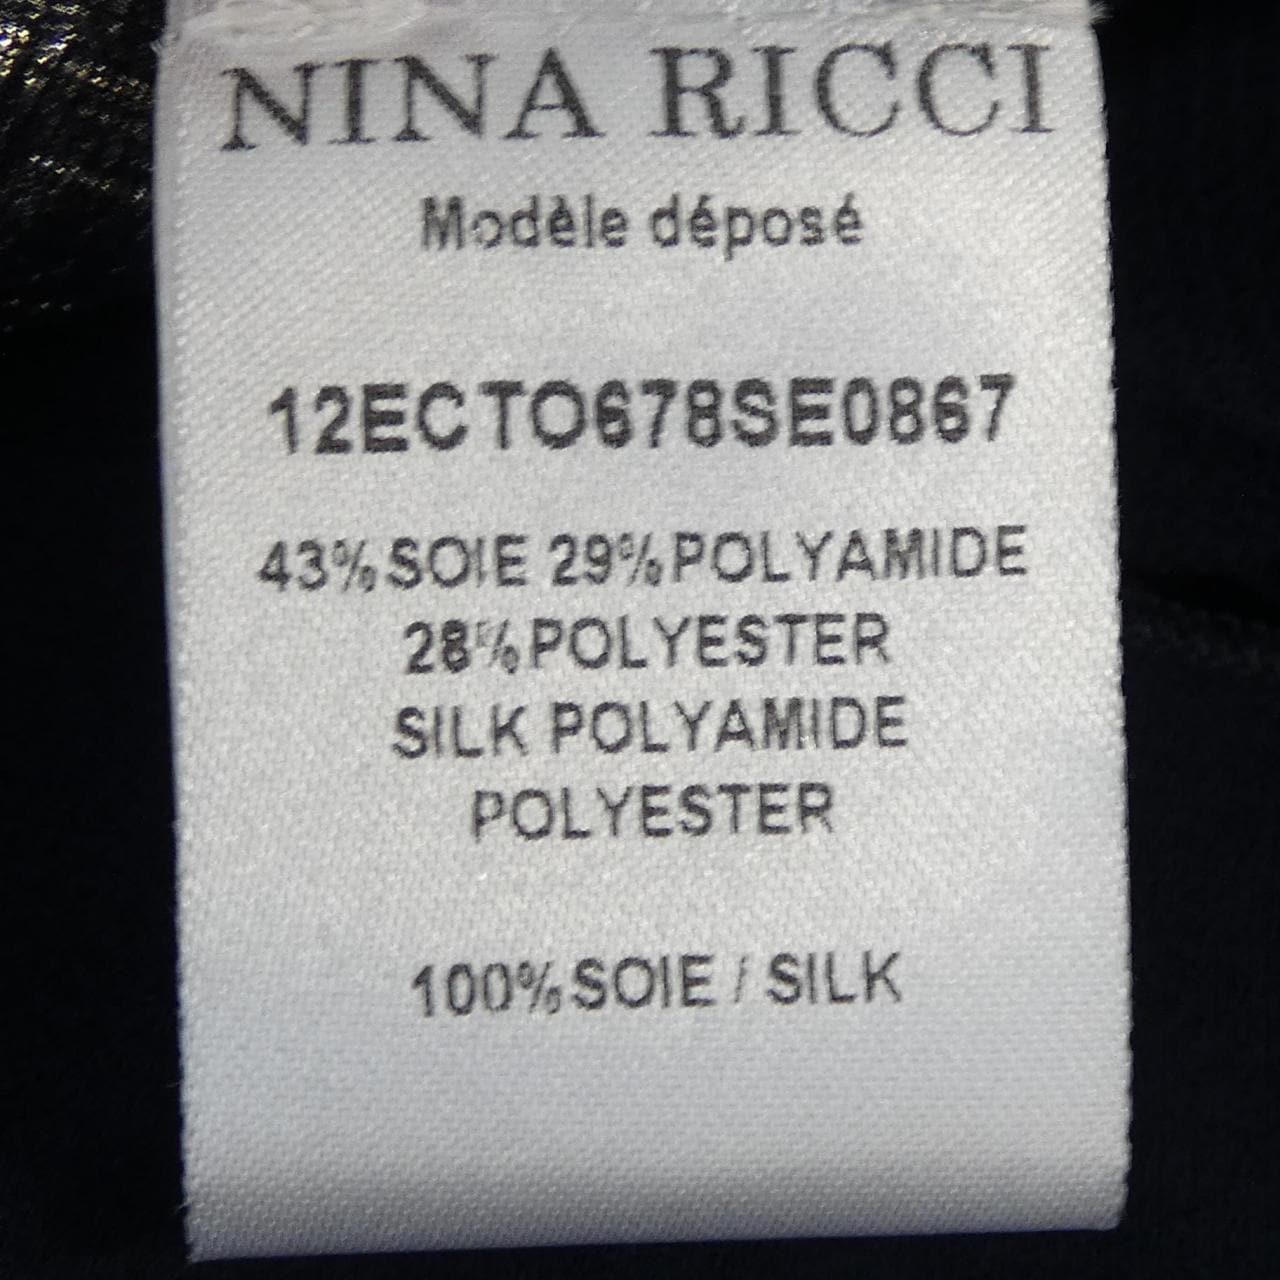 NINA RICCI
Modèle déposé
12ECTO678SE0867
43%SOIE 29%POLYAMIDE
28%POLYESTER
SILK POLYAMIDE
POLYESTER
100%SOIE / SILK